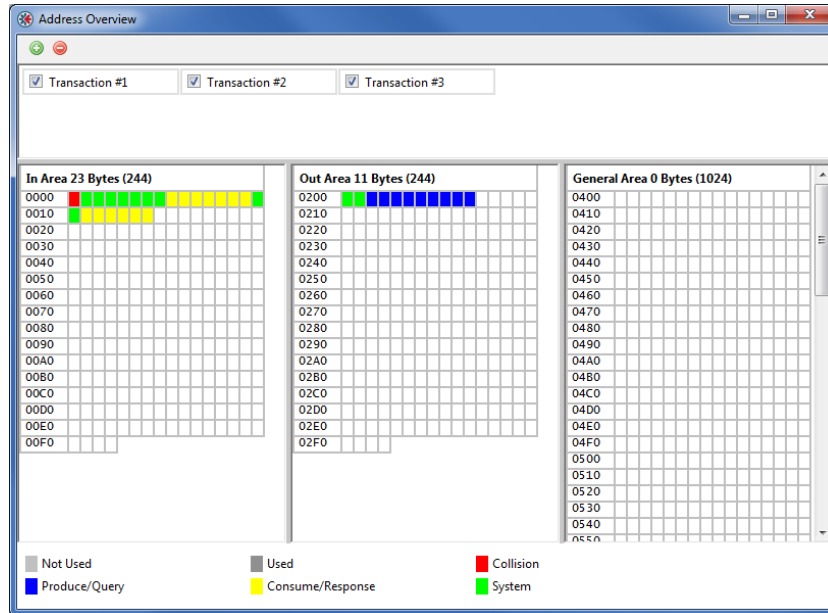 Address Overview
Transaction #1 Transaction #2 Transaction #3
In Area 23 Bytes (244)
0000
0010
0020
0030
0040
0050
0060
0070
0080
0090
00A0
00B0
00C0
00D0
00E0
00F0
Out Area 11 Bytes (244)
0200
0210
0220
0230
0240
0250
0260
0270
0280
0290
02A0
02B0
02C0
02D0
02E0
02F0
General Area 0 Bytes (1024)
0400
0410
0420
0430
0440
0450
0460
0470
0480
0490
04A0
04B0
04C0
04D0
04E0
04F0
0500
0510
0520
0530
0540
0550
Not Used Used Collision
Produce/Query Consume/Response System